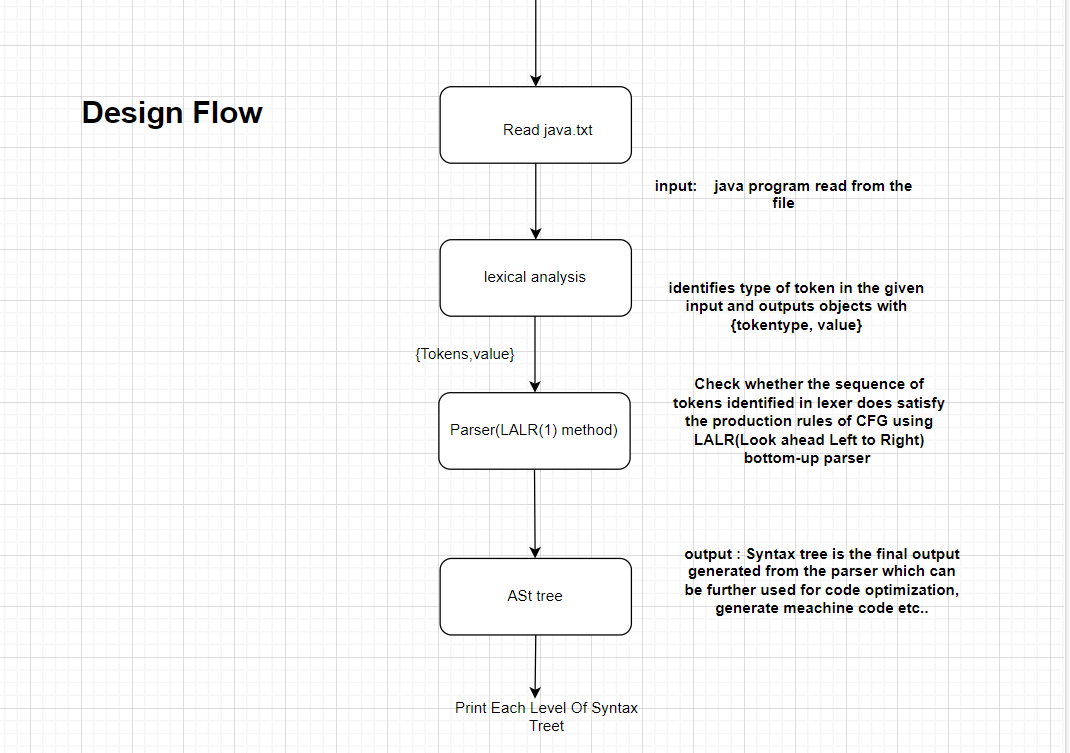 Design Flow
Read java.txt
input: java program read from the
file
lexical analysis
identifies type of token in the given
input and outputs objects with
{tokentype, value}
{Tokens,value}
Parser(LALR(1) method)
Check whether the sequence of
tokens identified in lexer does satisfy
the production rules of CFG using
LALR(Look ahead Left to Right)
bottom-up parser
ASt tree
output : Syntax tree is the final output
generated from the parser which can
be further used for code optimization,
generate meachine code etc..
Print Each Level Of Syntax
Treet